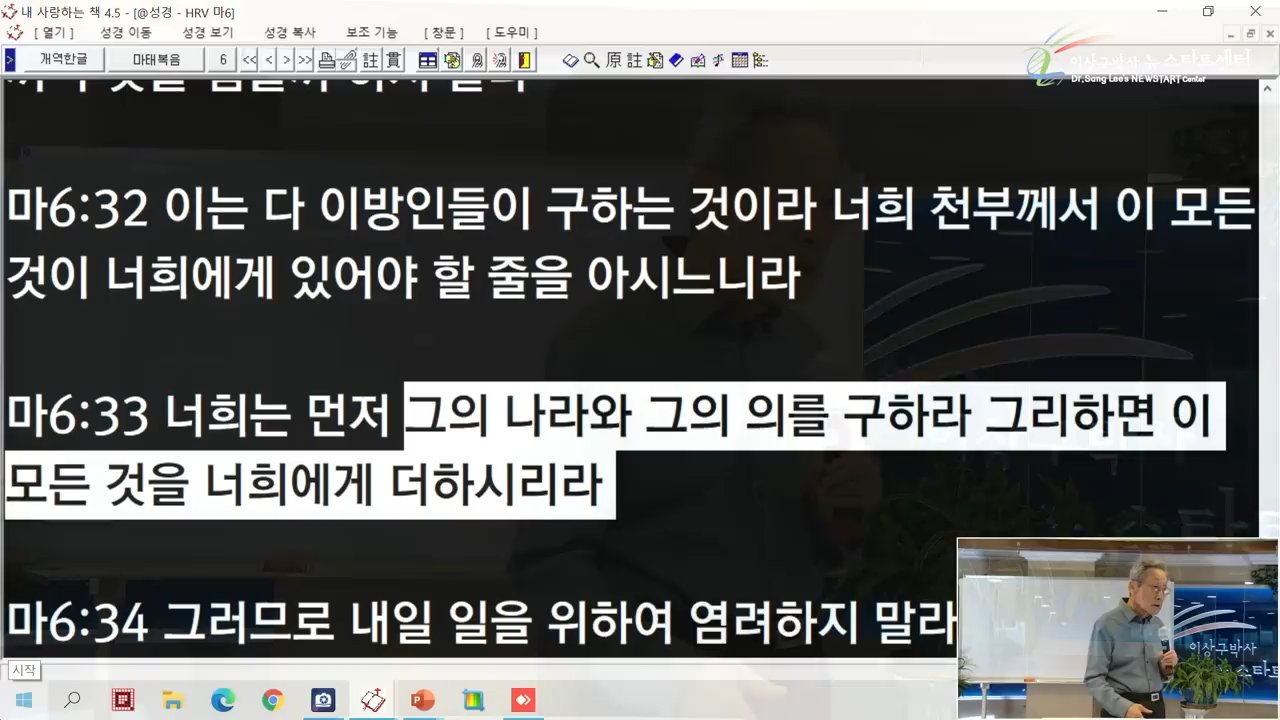 내 사랑하는 책 4.5 - [@성경 - HRV 마6]
[ 열기 ] 성경 이동 성경 보기 성경 복사 보조 기능 [ 창문 ] [ 도우미 ]
개역한글 마태복음 6 << < > >> 註 貫 原 註
이상구박사 뉴스타트센터
Dr.Sang Lee's NEWSTART Center
마6:32 이는 다 이방인들이 구하는 것이라 너희 천부께서 이 모든
것이 너희에게 있어야 할 줄을 아시느니라
마6:33 너희는 먼저 그의 나라와 그의 의를 구하라 그리하면 이
모든 것을 너희에게 더하시리라
마6:34 그러므로 내일 일을 위하여 염려하지 말라
이상구박사
시작